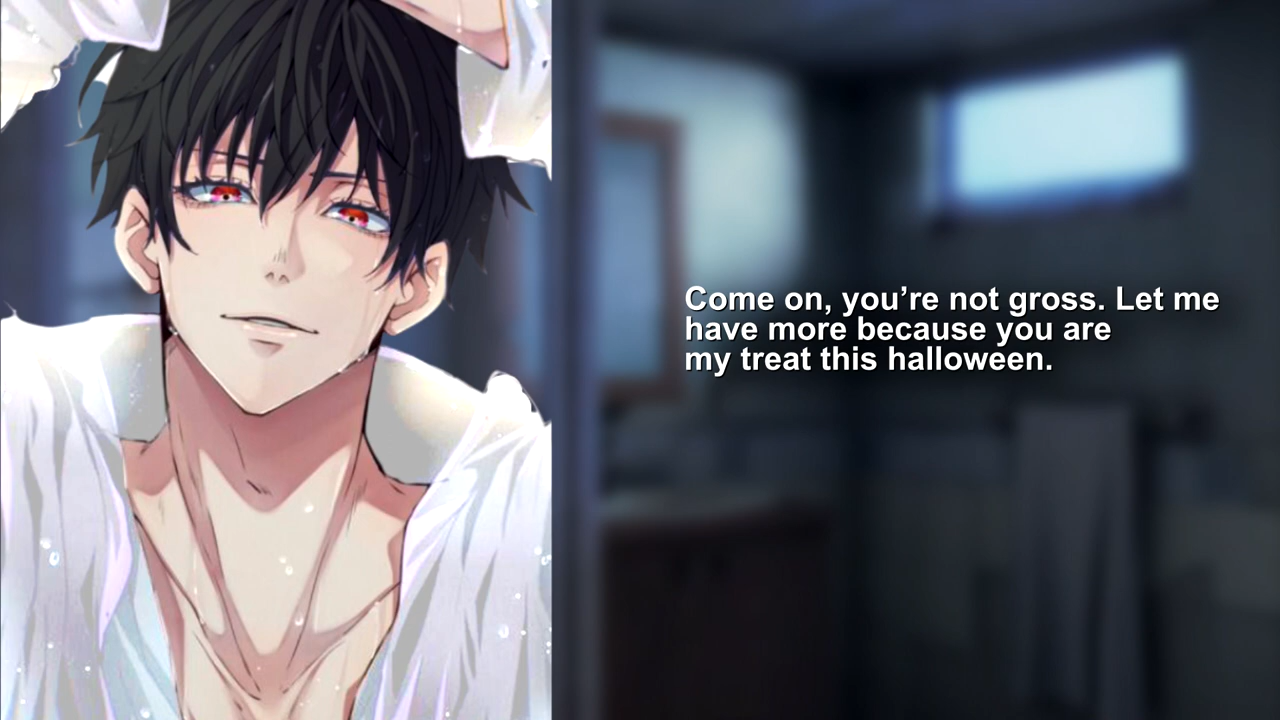 Come on, you’re not gross. Let me
have more because you are
my treat this halloween.